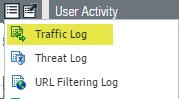 User Activity
Traffic Log
Threat Log
URL Filtering Log